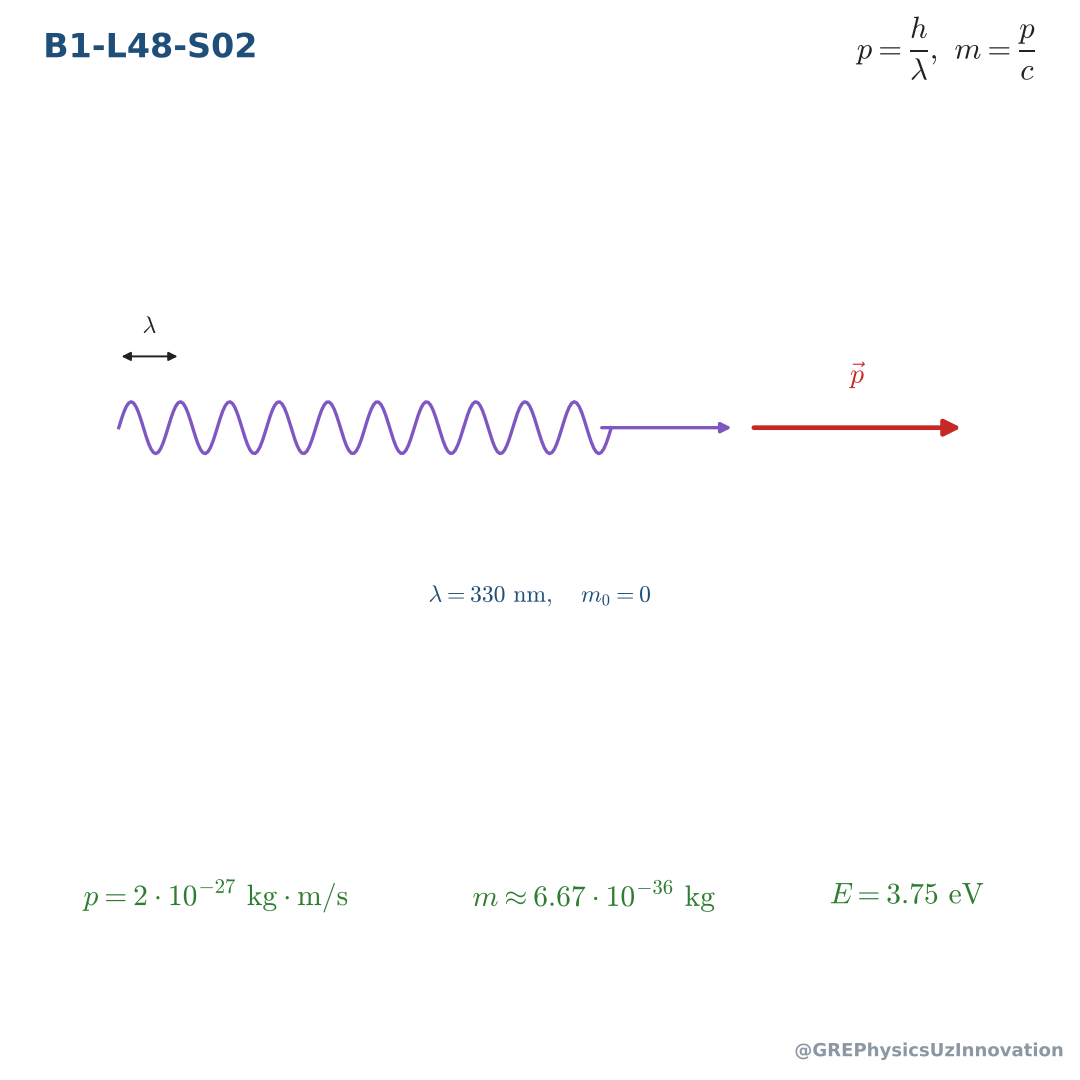 B1-L48-S02
p = h/λ, m = p/c
λ
p⃗
λ = 330 nm, m₀ = 0
p = 2 · 10⁻²⁷ kg · m/s
m ≈ 6.67 · 10⁻³⁶ kg
E = 3.75 eV
@GREPhysicsUzInnovation